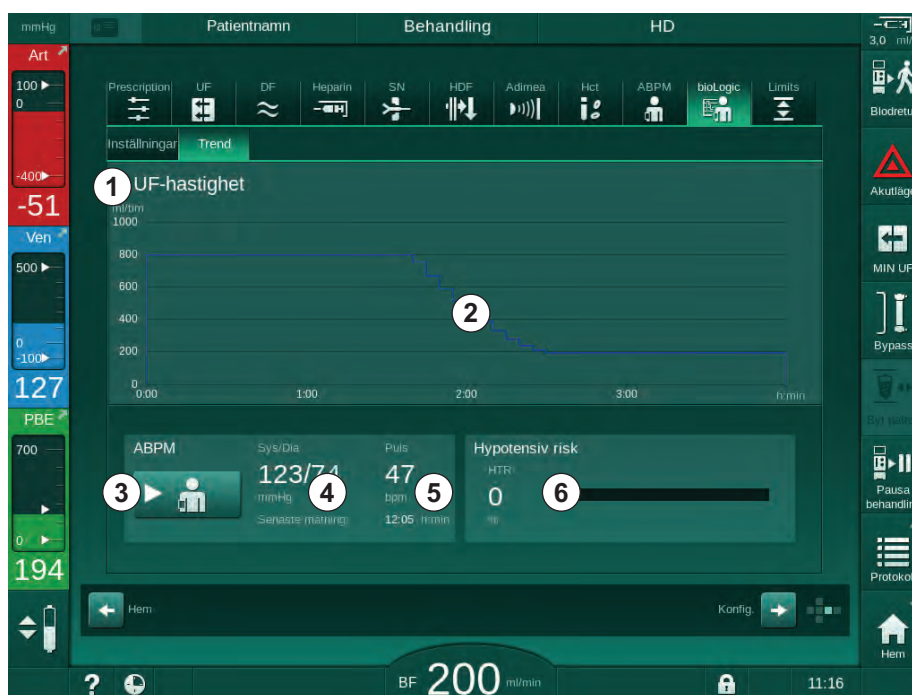 mmHg Patientnamn Behandling HD
3,0 ml/
Art
100
0
-400
-51
Ven
500
0
-100
127
PBE
700
0
194
Prescription UF DF Heparin SN HDF Adimea Hct ABPM bioLogic Limits
Inställningar Trend
1 UF-hastighet
ml/tim
1000
800
600
400
200
0
2
0:00 1:00 2:00 3:00 h:min
ABPM Sys/Dia Puls
3 123/74 4 47 5
mmHg bpm
Senaste mätning: 12:05 h:min
Hypotensiv risk
HTR
0 6
%
Hem Konfig.
? BF 200 ml/min 11:16
Blodretu
Akutläge
MIN UF
Bypass
Pausa
behandlin
Protokol
Hem